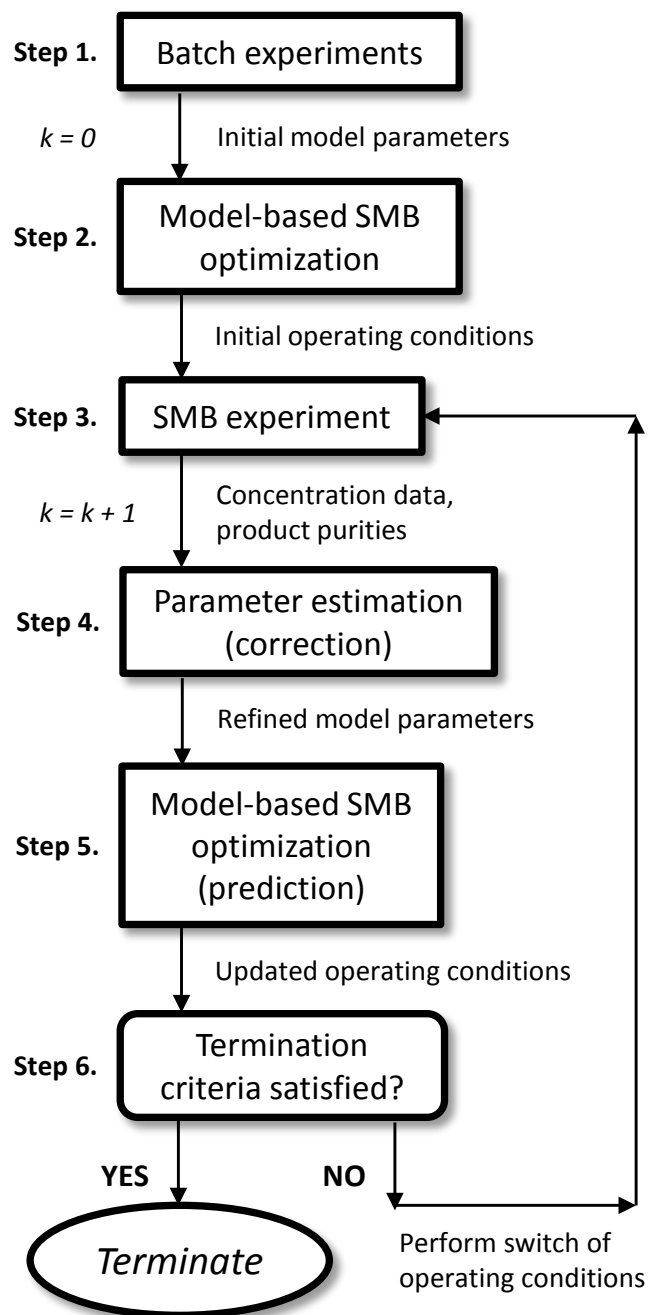 Step 1.
Batch experiments
k = 0
Initial model parameters
Step 2.
Model-based SMB
optimization
Initial operating conditions
Step 3.
SMB experiment
k = k + 1
Concentration data,
product purities
Step 4.
Parameter estimation
(correction)
Refined model parameters
Step 5.
Model-based SMB
optimization
(prediction)
Updated operating conditions
Step 6.
Termination
criteria satisfied?
YES
NO
Terminate
Perform switch of
operating conditions